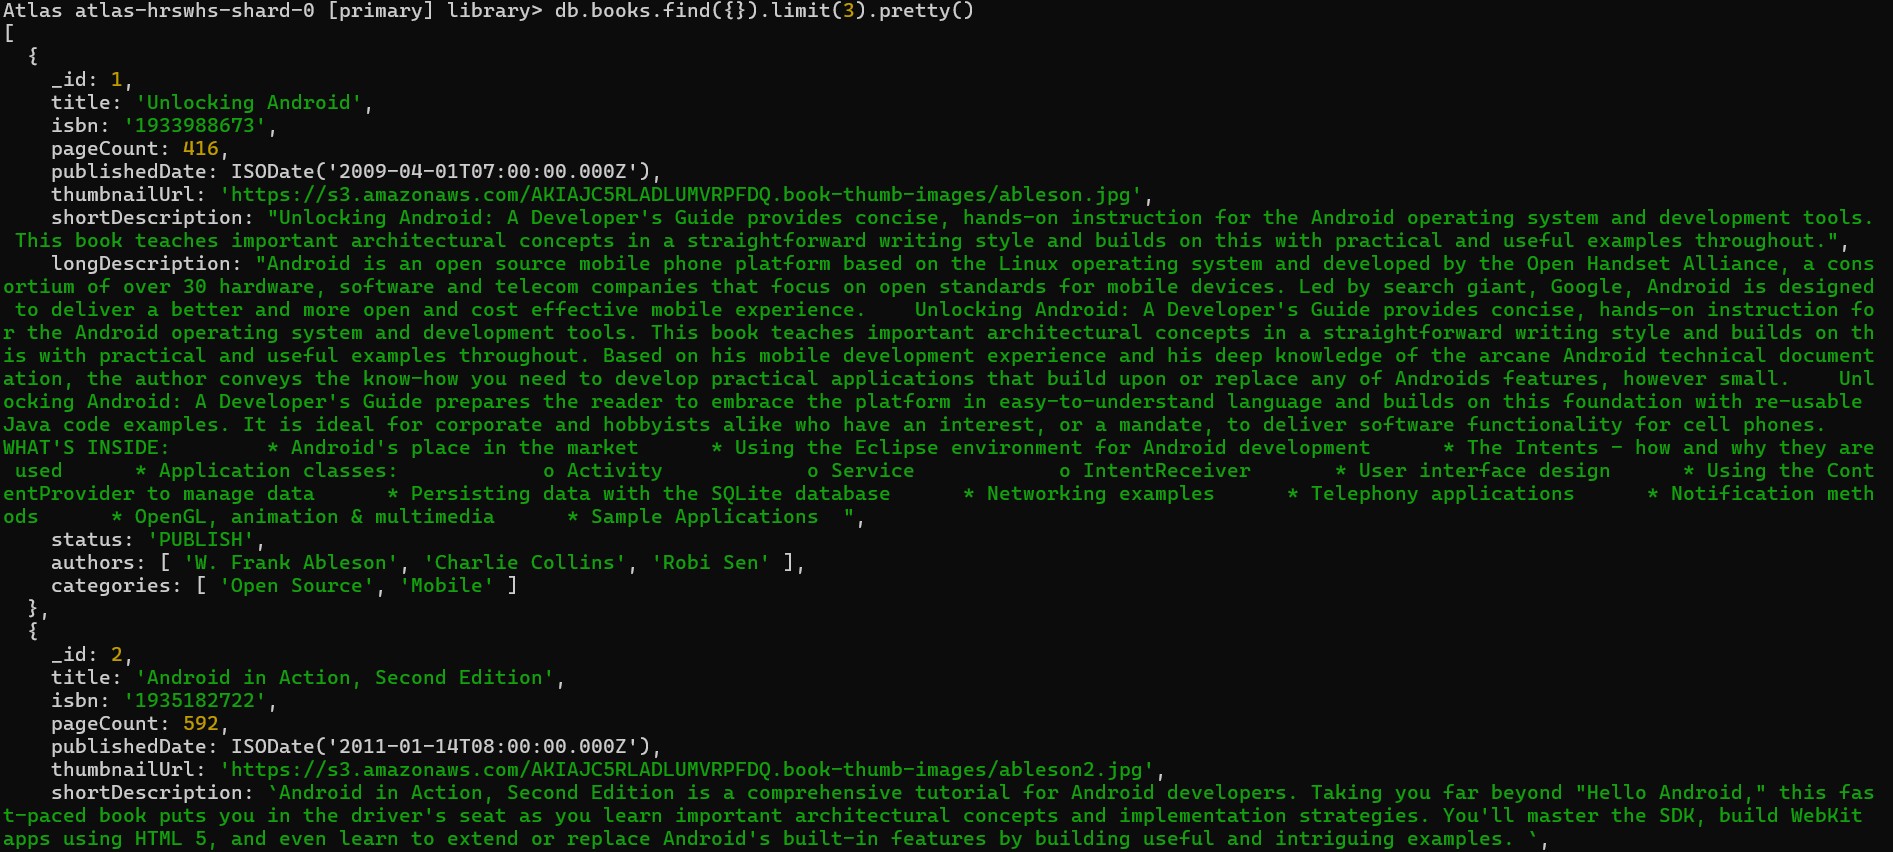 Atlas atlas-hrswhs-shard-0 [primary] library> db.books.find({}).limit(3).pretty()
[
  {
    _id: 1,
    title: 'Unlocking Android',
    isbn: '1933988673',
    pageCount: 416,
    publishedDate: ISODate('2009-04-01T07:00:00.000Z'),
    thumbnailUrl: 'https://s3.amazonaws.com/AKIAJC5RLADLUMVRPFDQ.book-thumb-images/ableson.jpg',
    shortDescription: "Unlocking Android: A Developer's Guide provides concise, hands-on instruction for the Android operating system and development tools.
 This book teaches important architectural concepts in a straightforward writing style and builds on this with practical and useful examples throughout.",
    longDescription: "Android is an open source mobile phone platform based on the Linux operating system and developed by the Open Handset Alliance, a cons
ortium of over 30 hardware, software and telecom companies that focus on open standards for mobile devices. Led by search giant, Google, Android is designed
 to deliver a better and more open and cost effective mobile experience.    Unlocking Android: A Developer's Guide provides concise, hands-on instruction fo
r the Android operating system and development tools. This book teaches important architectural concepts in a straightforward writing style and builds on th
is with practical and useful examples throughout. Based on his mobile development experience and his deep knowledge of the arcane Android technical document
ation, the author conveys the know-how you need to develop practical applications that build upon or replace any of Androids features, however small.    Unl
ocking Android: A Developer's Guide prepares the reader to embrace the platform in easy-to-understand language and builds on this foundation with re-usable
Java code examples. It is ideal for corporate and hobbyists alike who have an interest, or a mandate, to deliver software functionality for cell phones.
WHAT'S INSIDE:        * Android's place in the market      * Using the Eclipse environment for Android development      * The Intents - how and why they are
 used      * Application classes:            o Activity            o Service            o IntentReceiver       * User interface design      * Using the Cont
entProvider to manage data      * Persisting data with the SQLite database      * Networking examples      * Telephony applications      * Notification meth
ods      * OpenGL, animation & multimedia      * Sample Applications  ",
    status: 'PUBLISH',
    authors: [ 'W. Frank Ableson', 'Charlie Collins', 'Robi Sen' ],
    categories: [ 'Open Source', 'Mobile' ]
  },
  {
    _id: 2,
    title: 'Android in Action, Second Edition',
    isbn: '1935182722',
    pageCount: 592,
    publishedDate: ISODate('2011-01-14T08:00:00.000Z'),
    thumbnailUrl: 'https://s3.amazonaws.com/AKIAJC5RLADLUMVRPFDQ.book-thumb-images/ableson2.jpg',
    shortDescription: `Android in Action, Second Edition is a comprehensive tutorial for Android developers. Taking you far beyond "Hello Android," this fas
t-paced book puts you in the driver's seat as you learn important architectural concepts and implementation strategies. You'll master the SDK, build WebKit
apps using HTML 5, and even learn to extend or replace Android's built-in features by building useful and intriguing examples. `,